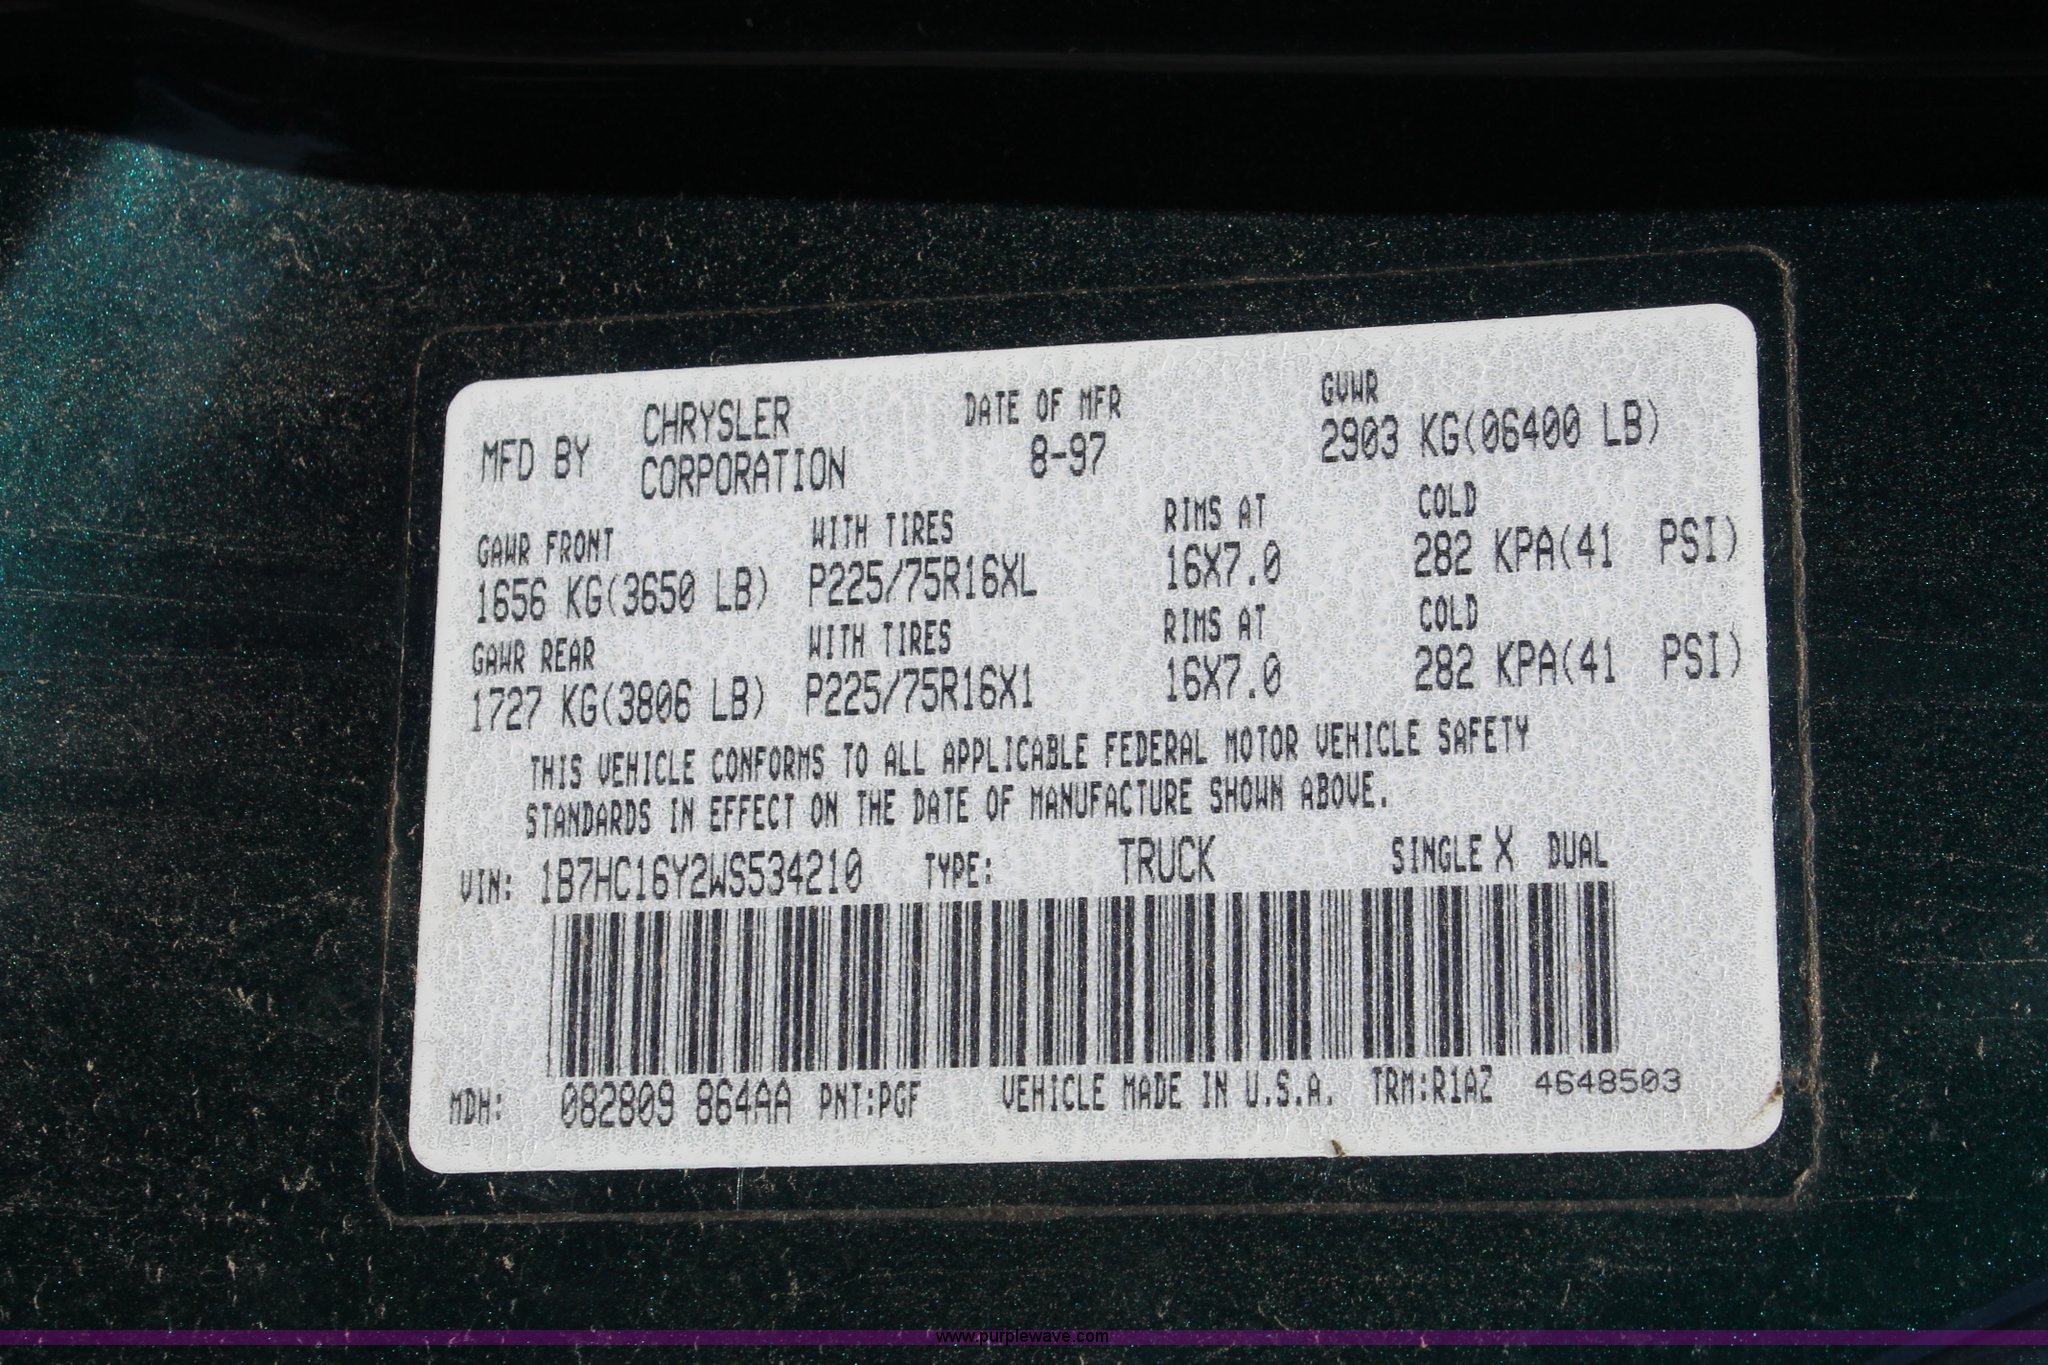 MFD BY CHRYSLER CORPORATION
DATE OF MFR 8-97
GVWR 2903 KG(06400 LB)
GAWR FRONT WITH TIRES RIMS AT COLD
1656 KG(3650 LB) P225/75R16XL 16X7.0 282 KPA(41 PSI)
GAWR REAR WITH TIRES RIMS AT COLD
1727 KG(3806 LB) P225/75R16X1 16X7.0 282 KPA(41 PSI)
THIS VEHICLE CONFORMS TO ALL APPLICABLE FEDERAL MOTOR VEHICLE SAFETY
STANDARDS IN EFFECT ON THE DATE OF MANUFACTURE SHOWN ABOVE.
VIN: 1B7HC16Y2WS534210 TYPE: TRUCK SINGLE X DUAL
MDH: 082809 864AA PNT:PGF VEHICLE MADE IN U.S.A. TRM:R1AZ 4648503
www.purplewave.com